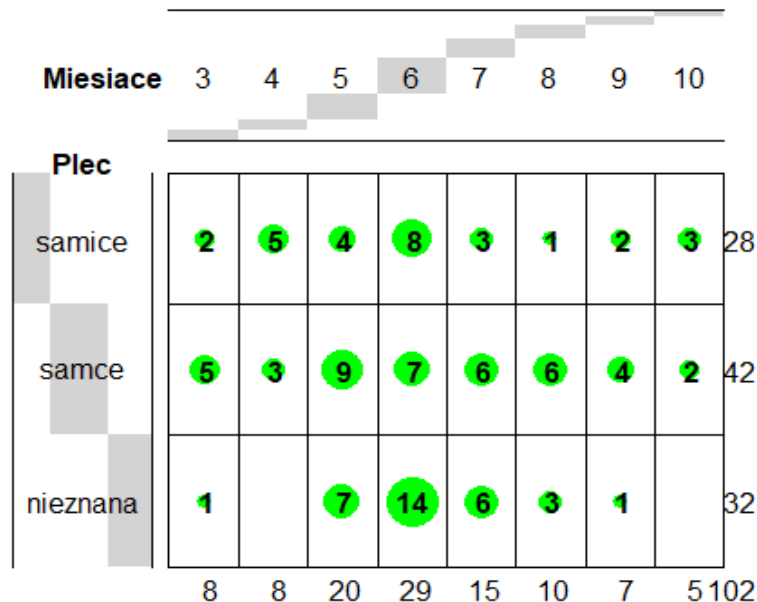 Miesiace 3 4 5 6 7 8 9 10
Plec
samice 2 5 4 8 3 1 2 3 28
samce 5 3 9 7 6 6 4 2 42
nieznana 1 7 14 6 3 1 32
8 8 20 29 15 10 7 5 102